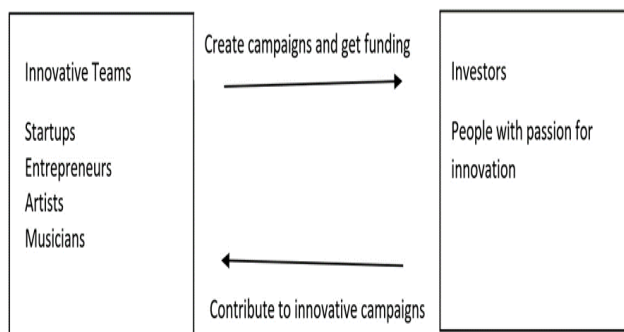 Innovative Teams
Startups
Entrepreneurs
Artists
Musicians
Create campaigns and get funding
Contribute to innovative campaigns
Investors
People with passion for
innovation